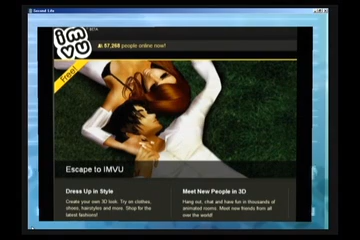 Second Life
imvu
BETA
57,268 people online now!
Free!
Escape to IMVU
Dress Up in Style
Create your own 3D look. Try on clothes, shoes, hairstyles and more. Shop for the latest fashions!
Meet New People in 3D
Hang out, chat and have fun in thousands of animated rooms. Meet new friends from all over the world!